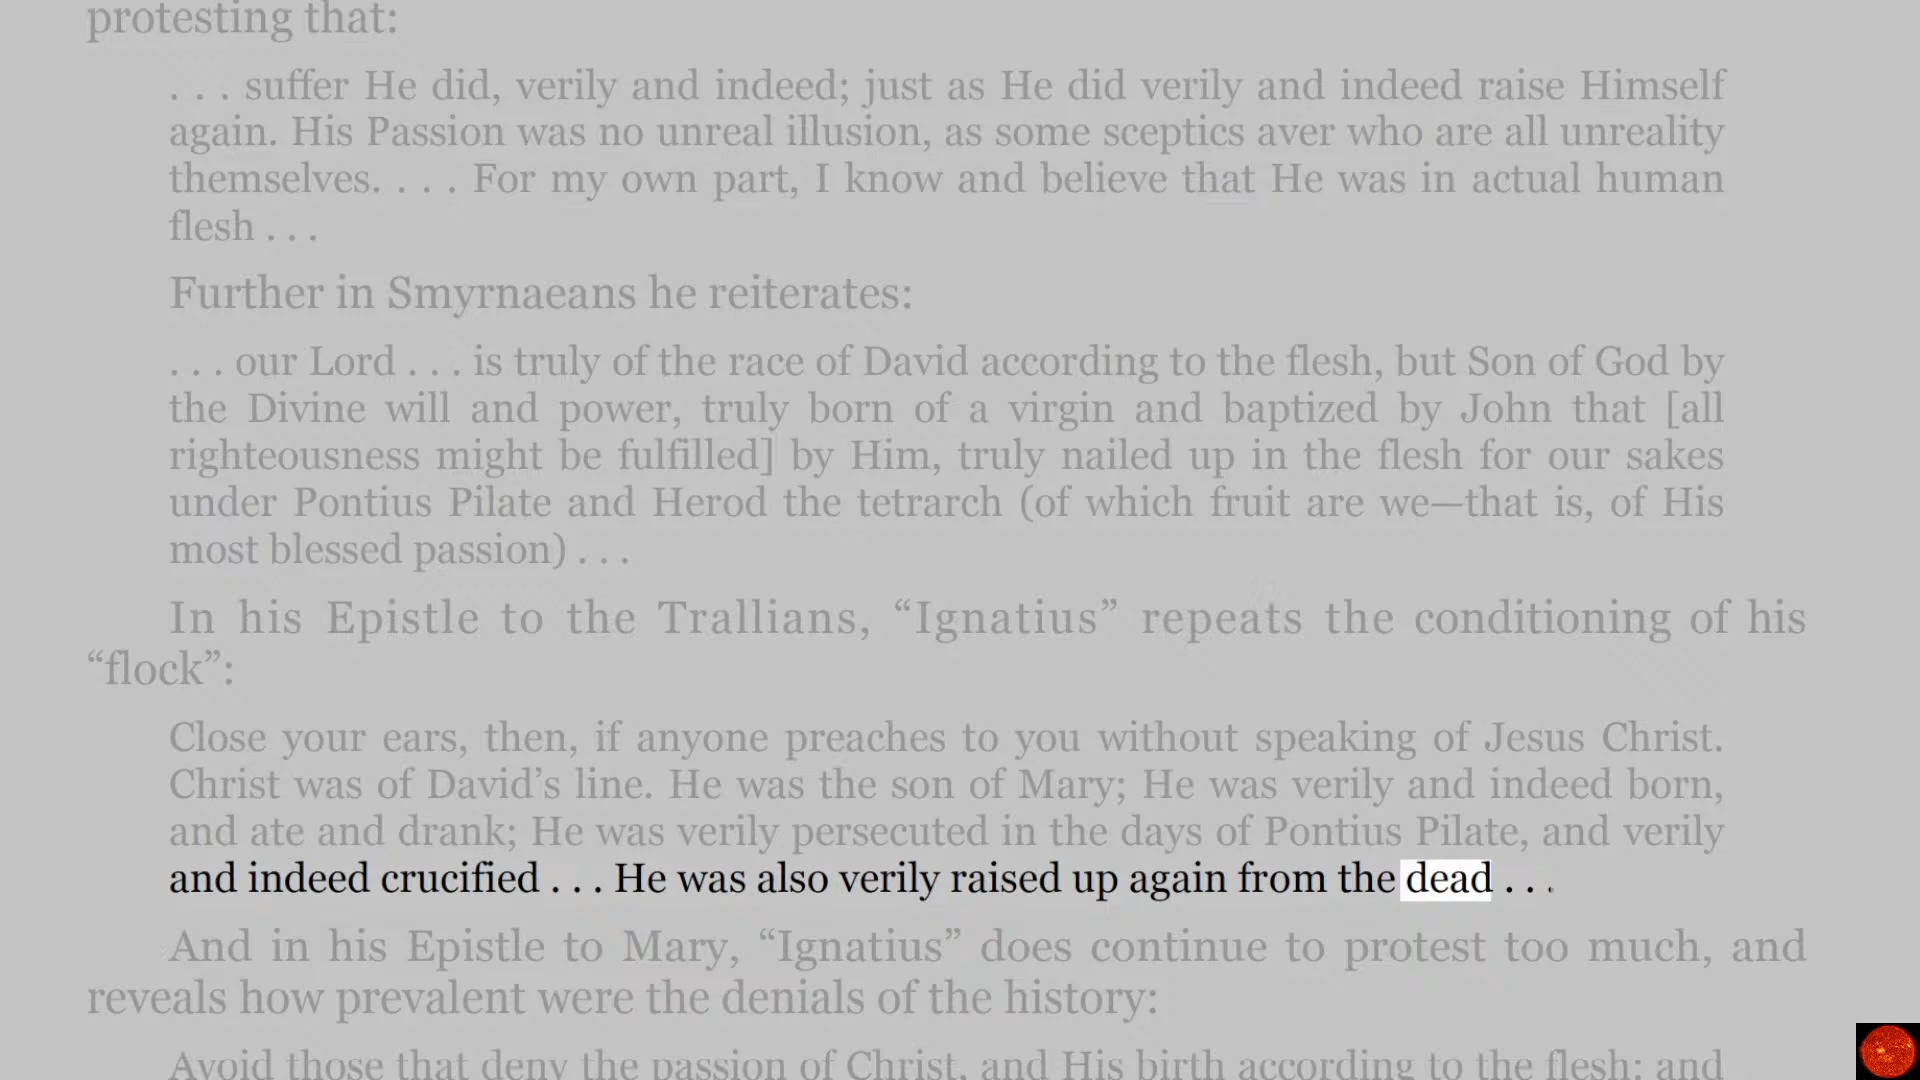 protesting that:
. . . suffer He did, verily and indeed; just as He did verily and indeed raise Himself
again. His Passion was no unreal illusion, as some sceptics aver who are all unreality
themselves. . . . For my own part, I know and believe that He was in actual human
flesh . . .
Further in Smyrnaeans he reiterates:
. . . our Lord . . . is truly of the race of David according to the flesh, but Son of God by
the Divine will and power, truly born of a virgin and baptized by John that [all
righteousness might be fulfilled] by Him, truly nailed up in the flesh for our sakes
under Pontius Pilate and Herod the tetrarch (of which fruit are we—that is, of His
most blessed passion) . . .
In his Epistle to the Trallians, “Ignatius” repeats the conditioning of his
“flock”:
Close your ears, then, if anyone preaches to you without speaking of Jesus Christ.
Christ was of David’s line. He was the son of Mary; He was verily and indeed born,
and ate and drank; He was verily persecuted in the days of Pontius Pilate, and verily
and indeed crucified . . . He was also verily raised up again from the dead . . .
And in his Epistle to Mary, “Ignatius” does continue to protest too much, and
reveals how prevalent were the denials of the history:
Avoid those that deny the passion of Christ, and His birth according to the flesh: and